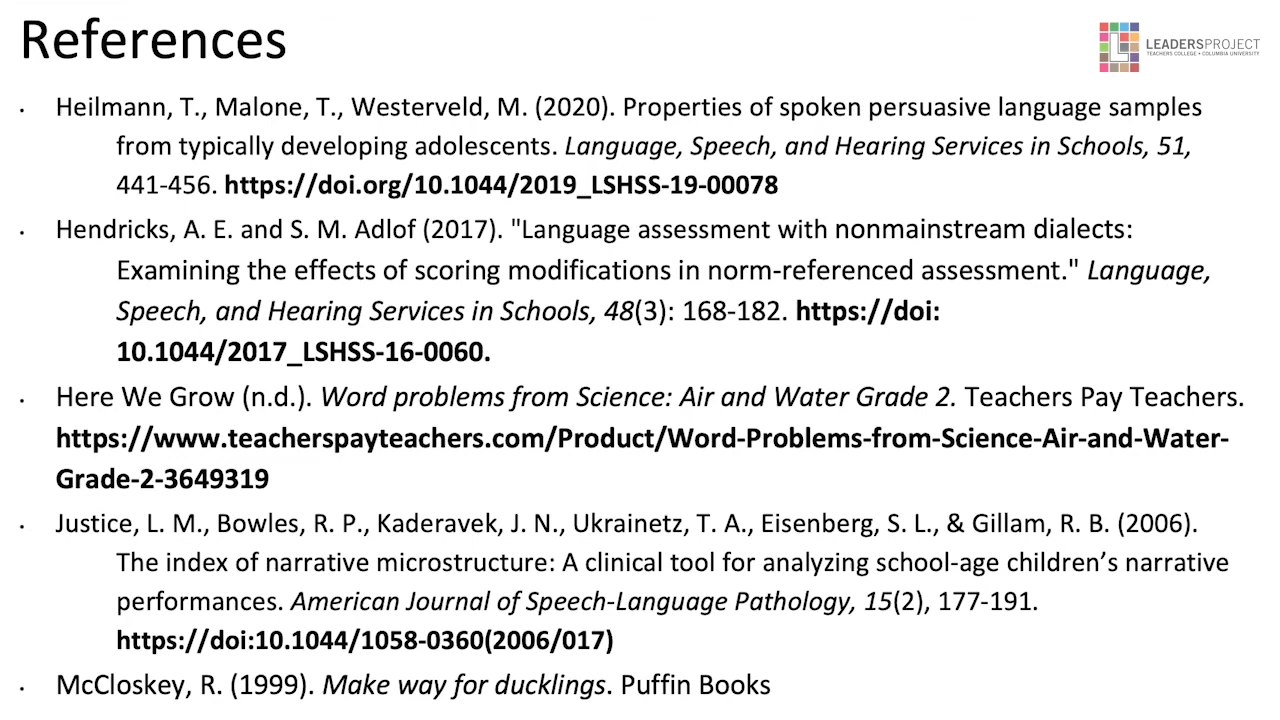 References
LEADERSPROJECT
TEACHERS COLLEGE • COLUMBIA UNIVERSITY
• Heilmann, T., Malone, T., Westerveld, M. (2020). Properties of spoken persuasive language samples
from typically developing adolescents. Language, Speech, and Hearing Services in Schools, 51,
441-456. https://doi.org/10.1044/2019_LSHSS-19-00078
• Hendricks, A. E. and S. M. Adlof (2017). "Language assessment with nonmainstream dialects:
Examining the effects of scoring modifications in norm-referenced assessment." Language,
Speech, and Hearing Services in Schools, 48(3): 168-182. https://doi:
10.1044/2017_LSHSS-16-0060.
• Here We Grow (n.d.). Word problems from Science: Air and Water Grade 2. Teachers Pay Teachers.
https://www.teacherspayteachers.com/Product/Word-Problems-from-Science-Air-and-Water-
Grade-2-3649319
• Justice, L. M., Bowles, R. P., Kaderavek, J. N., Ukrainetz, T. A., Eisenberg, S. L., & Gillam, R. B. (2006).
The index of narrative microstructure: A clinical tool for analyzing school-age children’s narrative
performances. American Journal of Speech-Language Pathology, 15(2), 177-191.
https://doi:10.1044/1058-0360(2006/017)
• McCloskey, R. (1999). Make way for ducklings. Puffin Books